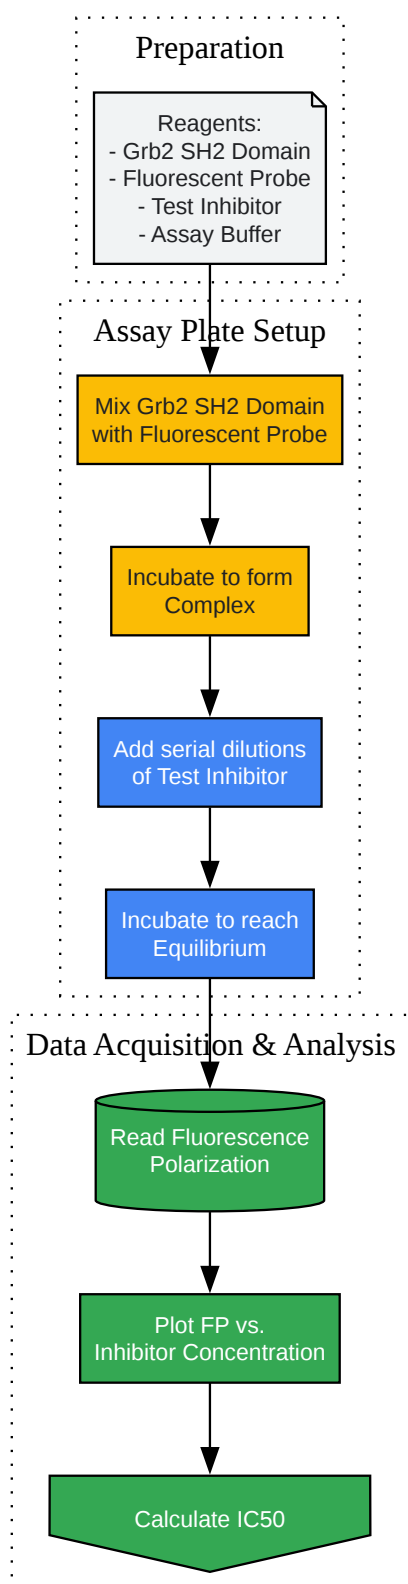 Preparation
Reagents:
- Grb2 SH2 Domain
- Fluorescent Probe
- Test Inhibitor
- Assay Buffer
Assay Plate Setup
Mix Grb2 SH2 Domain
with Fluorescent Probe
Incubate to form
Complex
Add serial dilutions
of Test Inhibitor
Incubate to reach
Equilibrium
Data Acquisition & Analysis
Read Fluorescence
Polarization
Plot FP vs.
Inhibitor Concentration
Calculate IC50